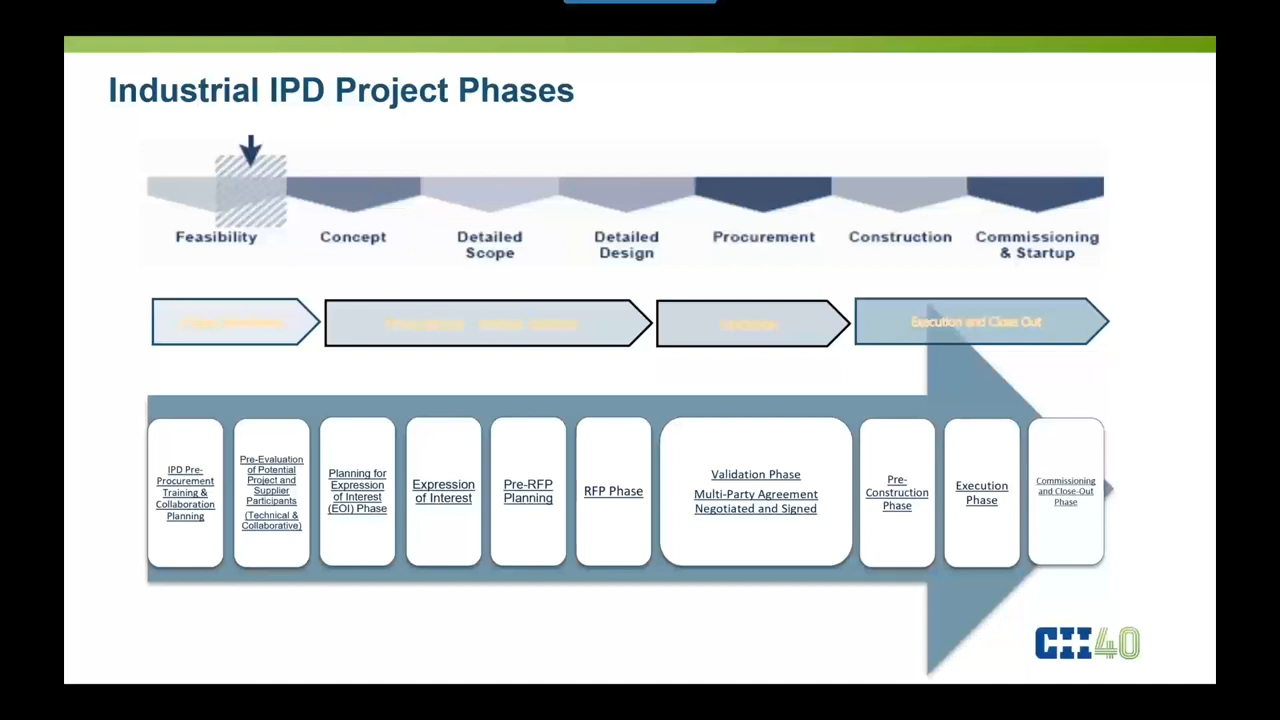 Industrial IPD Project Phases
Feasibility
Concept
Detailed
Scope
Detailed
Design
Procurement
Construction
Commissioning
& Startup
Execution and Close Out
IPD Pre-
Procurement
Training &
Collaboration
Planning
Pre-Evaluation
of Potential
Project and
Supplier
Participants
(Technical &
Collaborative)
Planning for
Expression
of Interest
(EOI) Phase
Expression
of Interest
Pre-RFP
Planning
RFP Phase
Validation Phase
Multi-Party Agreement
Negotiated and Signed
Pre-
Construction
Phase
Execution
Phase
Commissioning
and Close-Out
Phase
CII40